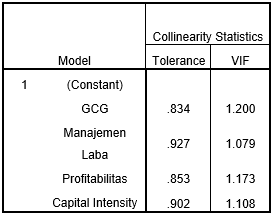 Model Collinearity Statistics
Tolerance VIF
1 (Constant)
GCG .834 1.200
Manajemen
Laba .927 1.079
Profitabilitas .853 1.173
Capital Intensity .902 1.108